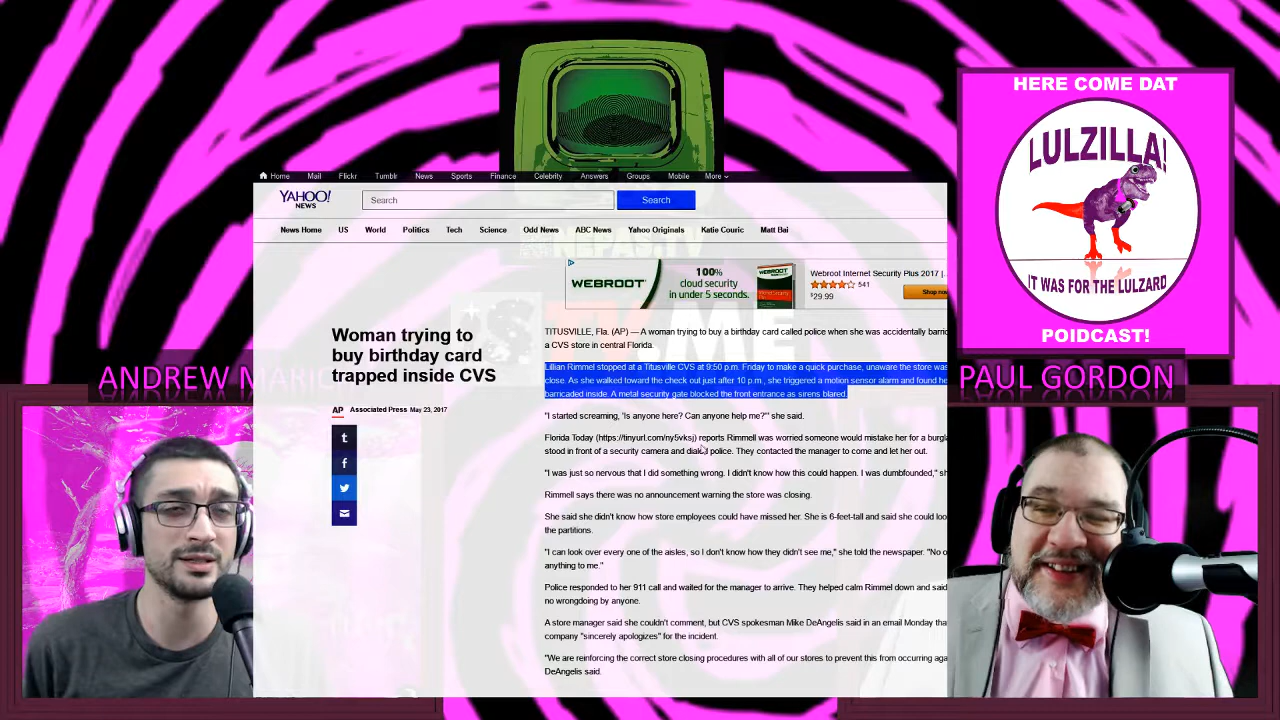 HERE COME DAT
LULZILLA!
IT WAS FOR THE LULZARD
POIDCAST!
Home Mail Flickr Tumblr News Sports Finance Celebrity Answers Groups Mobile More
YAHOO!
NEWS
Search
Search
News Home US World Politics Tech Science Odd News ABC News Yahoo Originals Katie Couric Matt Bai
WEBROOT
100%
cloud security
in under 5 seconds.
WEBROOT
Webroot Internet Security Plus 2017 |
541
$29.99
Shop now
Woman trying to
buy birthday card
trapped inside CVS
AP Associated Press May 23, 2017
TITUSVILLE, Fla. (AP) — A woman trying to buy a birthday card called police when she was accidentally
a CVS store in central Florida.
Lillian Rimmel stopped at a Titusville CVS at 9:50 p.m. Friday to make a quick purchase, unaware the store was
close. As she walked toward the check out just after 10 p.m., she triggered a motion sensor alarm and found
barricaded inside. A metal security gate blocked the front entrance as sirens blared.
"I started screaming, 'Is anyone here? Can anyone help me?'" she said.
Florida Today (https://tinyurl.com/ny5vksj) reports Rimmell was worried someone would mistake her for a
stood in front of a security camera and dialed police. They contacted the manager to come and let her out.
"I was just so nervous that I did something wrong. I didn't know how this could happen. I was dumbfounded,"
Rimmell says there was no announcement warning the store was closing.
She said she didn't know how store employees could have missed her. She is 6-feet-tall and said she could
the partitions.
"I can look over every one of the aisles, so I don't know how they didn't see me," she told the newspaper. "No
anything to me."
Police responded to her 911 call and waited for the manager to arrive. They helped calm Rimmel down and said
no wrongdoing by anyone.
A store manager said she couldn't comment, but CVS spokesman Mike DeAngelis said in an email Monday
company "sincerely apologizes" for the incident.
"We are reinforcing the correct store closing procedures with all of our stores to prevent this from occurring
DeAngelis said.
ANDREW
PAUL GORDON